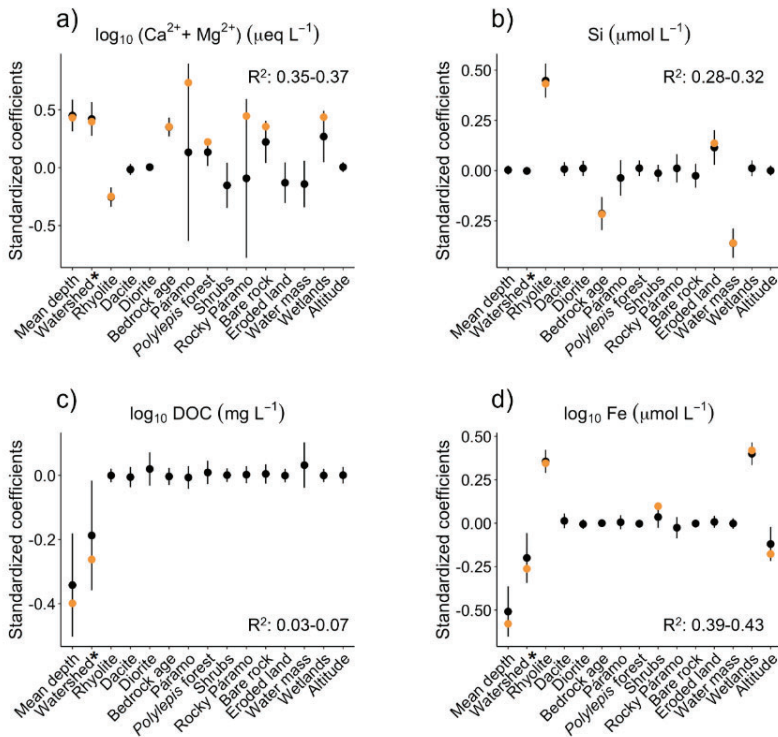 a)
log₁₀ (Ca²⁺+ Mg²⁺) (μeq L⁻¹)
R²: 0.35-0.37
Standardized coefficients
0.5
0.0
-0.5
Mean depth
Watershed*
Rhyolite
Dacite
Diorite
Bedrock age
Páramo
Polylepis forest
Shrubs
Rocky Páramo
Bare rock
Eroded land
Water mass
Wetlands
Altitude
b)
Si (μmol L⁻¹)
R²: 0.28-0.32
Standardized coefficients
0.50
0.25
0.00
-0.25
Mean depth
Watershed*
Rhyolite
Dacite
Diorite
Bedrock age
Páramo
Polylepis forest
Shrubs
Rocky Páramo
Bare rock
Eroded land
Water mass
Wetlands
Altitude
c)
log₁₀ DOC (mg L⁻¹)
R²: 0.03-0.07
Standardized coefficients
0.0
-0.2
-0.4
Mean depth
Watershed*
Rhyolite
Dacite
Diorite
Bedrock age
Páramo
Polylepis forest
Shrubs
Rocky Páramo
Bare rock
Eroded land
Water mass
Wetlands
Altitude
d)
log₁₀ Fe (μmol L⁻¹)
R²: 0.39-0.43
Standardized coefficients
0.50
0.25
0.00
-0.25
-0.50
Mean depth
Watershed*
Rhyolite
Dacite
Diorite
Bedrock age
Páramo
Polylepis forest
Shrubs
Rocky Páramo
Bare rock
Eroded land
Water mass
Wetlands
Altitude